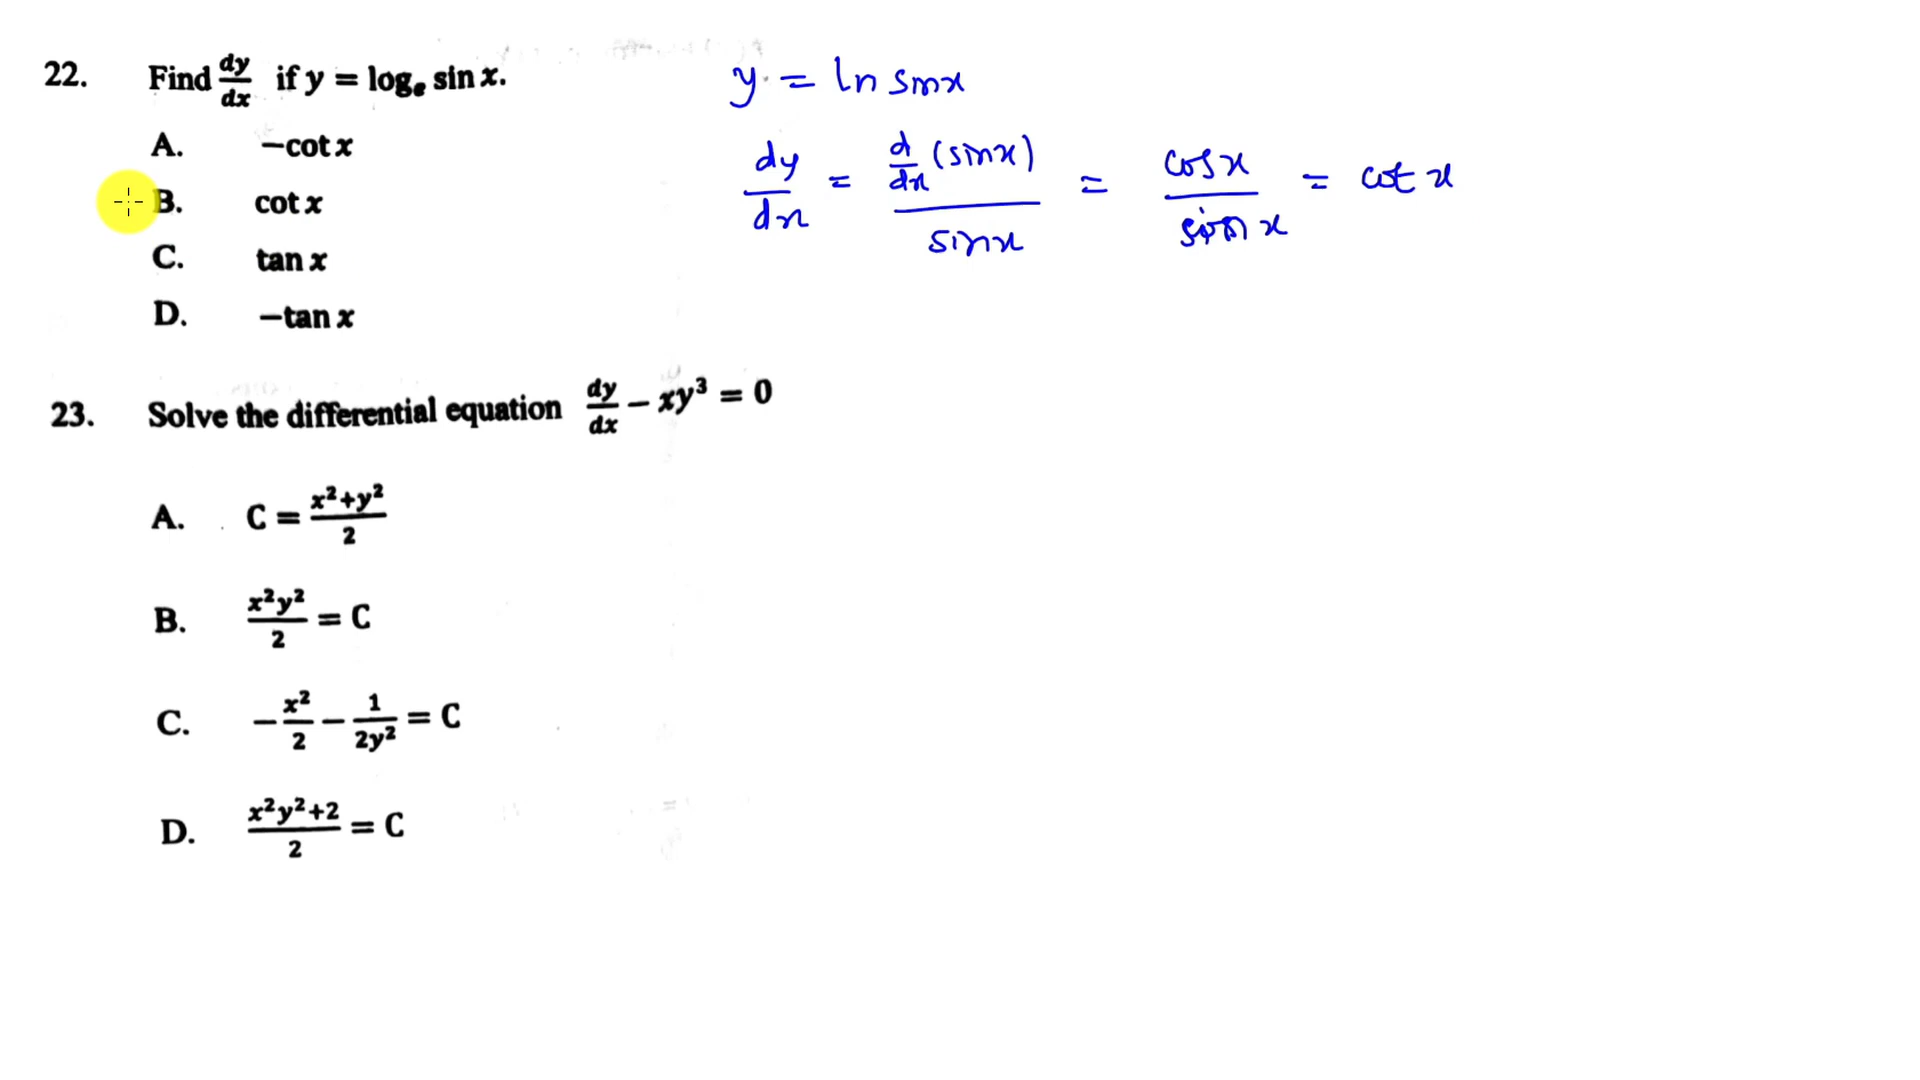 22. Find dy/dx if y = logₑ sin x.
A. −cot x
B. cot x
C. tan x
D. −tan x
y = ln sinx
dy/dx = d/dx (sinx) / sinx = cosx / sinx = cot x
23. Solve the differential equation dy/dx − xy³ = 0
A. C = x²+y² / 2
B. x²y² / 2 = C
C. −x²/2 − 1/2y² = C
D. x²y²+2 / 2 = C